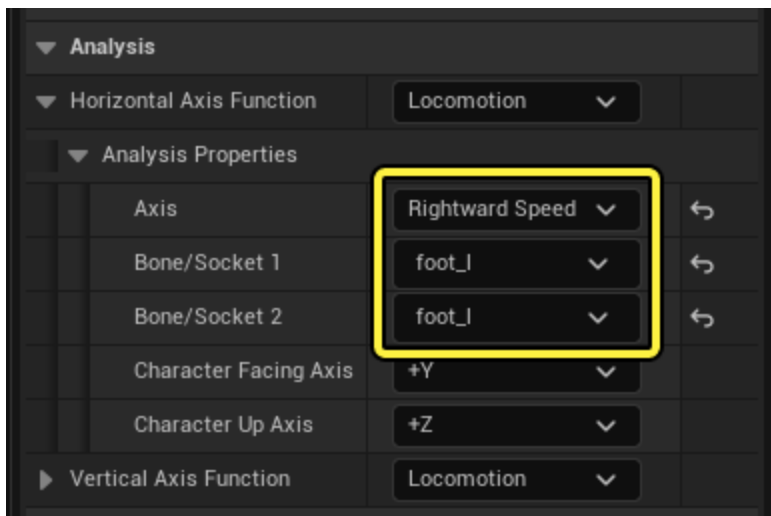 Analysis
Horizontal Axis Function Locomotion
Analysis Properties
Axis Rightward Speed
Bone/Socket 1 foot_l
Bone/Socket 2 foot_l
Character Facing Axis +Y
Character Up Axis +Z
Vertical Axis Function Locomotion